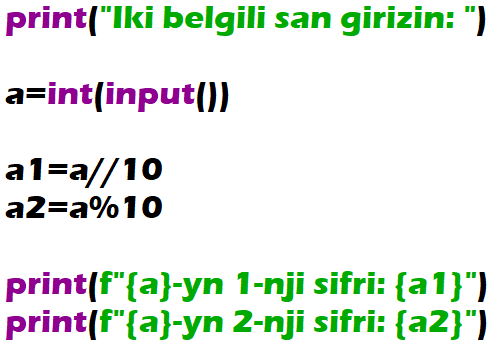 print("Iki belgili san girizin: ")
a=int(input())
a1=a//10
a2=a%10
print(f"{a}-yn 1-nji sifri: {a1}")
print(f"{a}-yn 2-nji sifri: {a2}")